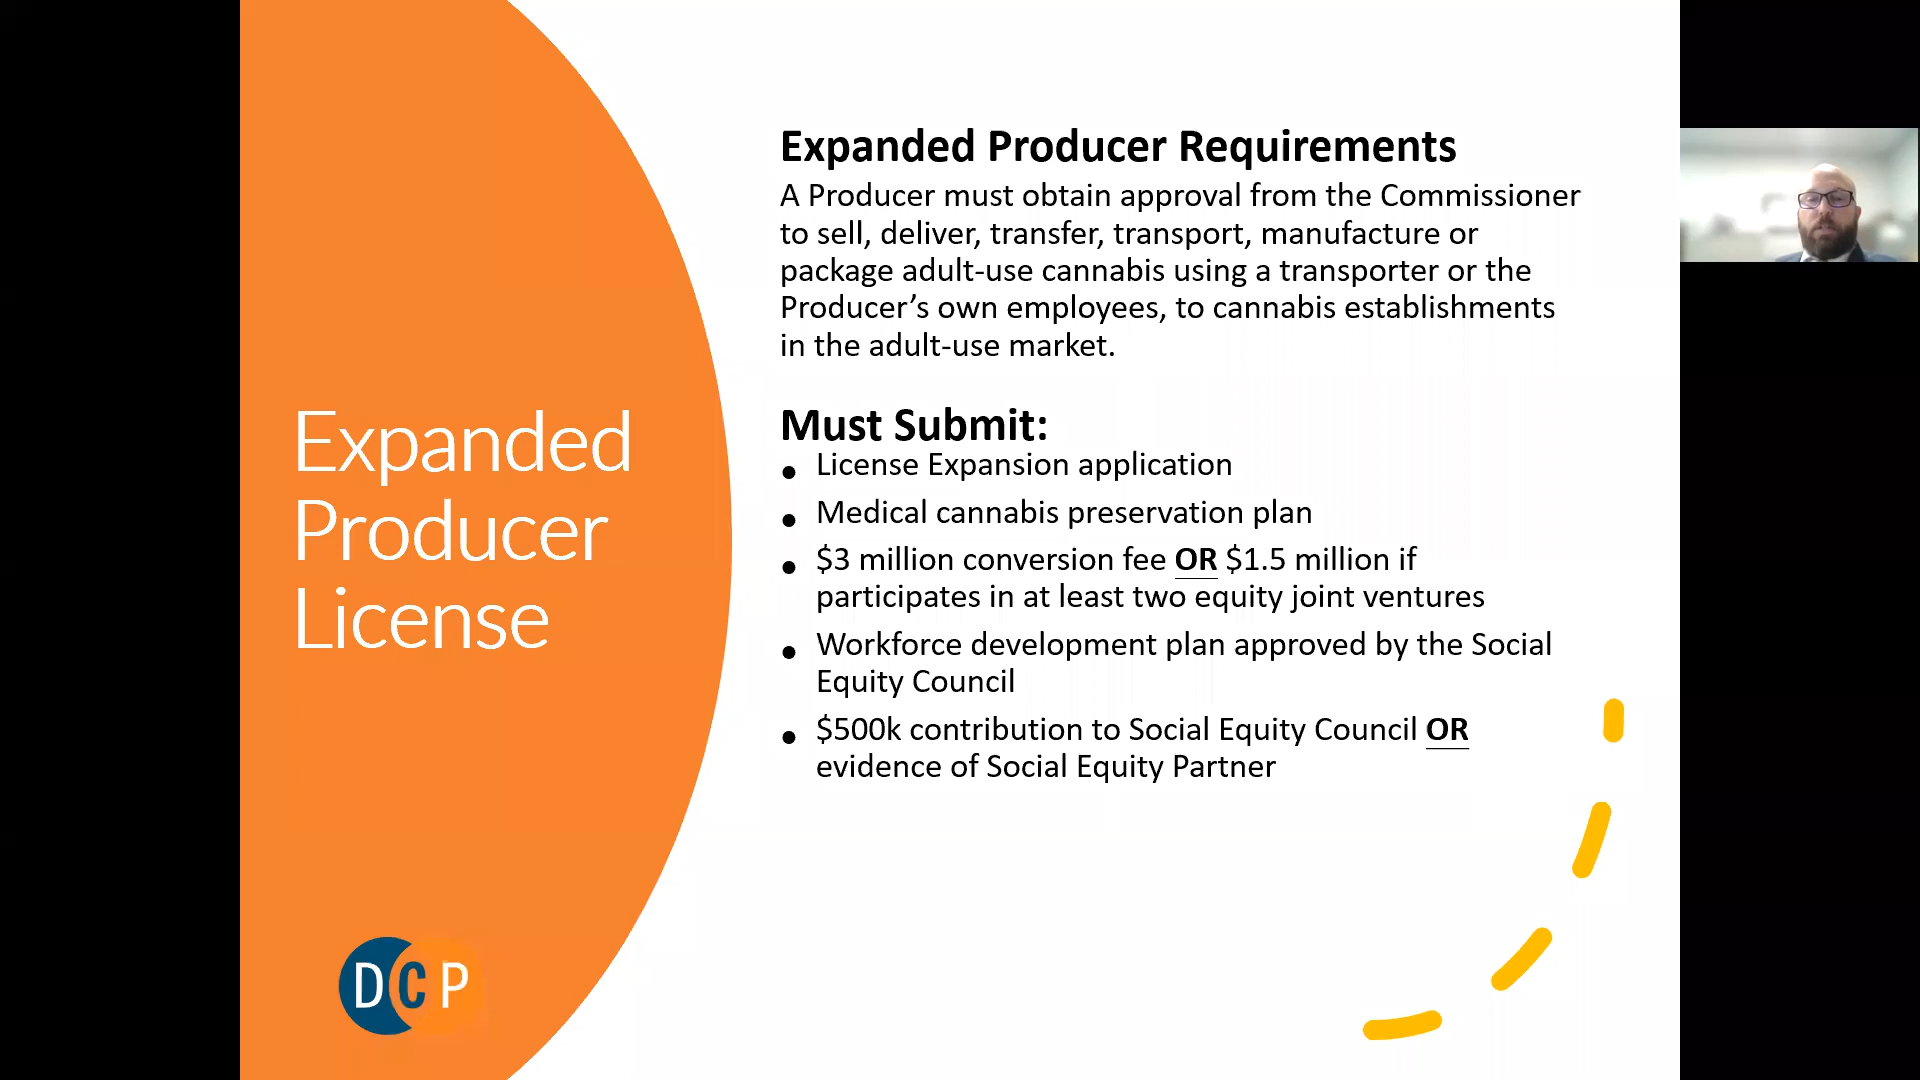 Expanded
Producer
License
DCP
Expanded Producer Requirements
A Producer must obtain approval from the Commissioner
to sell, deliver, transfer, transport, manufacture or
package adult-use cannabis using a transporter or the
Producer’s own employees, to cannabis establishments
in the adult-use market.
Must Submit:
• License Expansion application
• Medical cannabis preservation plan
• $3 million conversion fee OR $1.5 million if
participates in at least two equity joint ventures
• Workforce development plan approved by the Social
Equity Council
• $500k contribution to Social Equity Council OR
evidence of Social Equity Partner